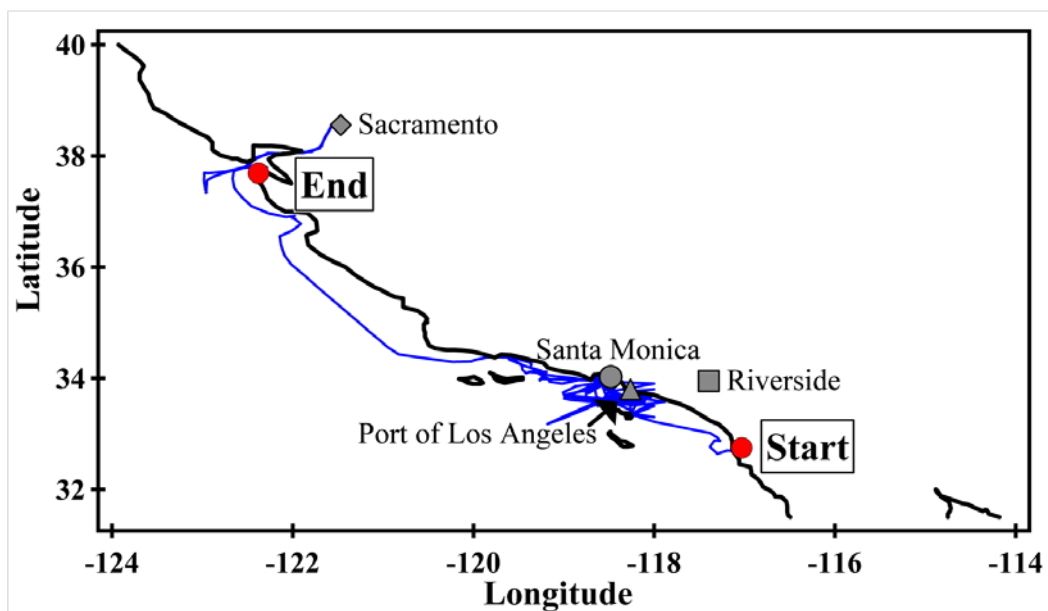 40
38
36
34
32
Latitude
Sacramento
End
Santa Monica
Riverside
Port of Los Angeles
Start
-124 -122 -120 -118 -116 -114
Longitude